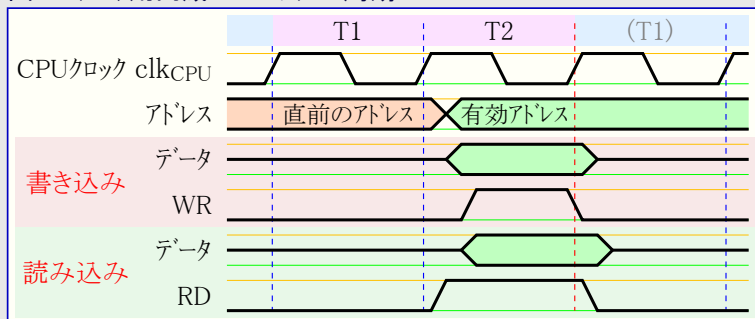 T1 T2 (T1)
CPUクロック clkCPU
アドレス 直前のアドレス 有効アドレス
書き込み
データ
WR
読み込み
データ
RD